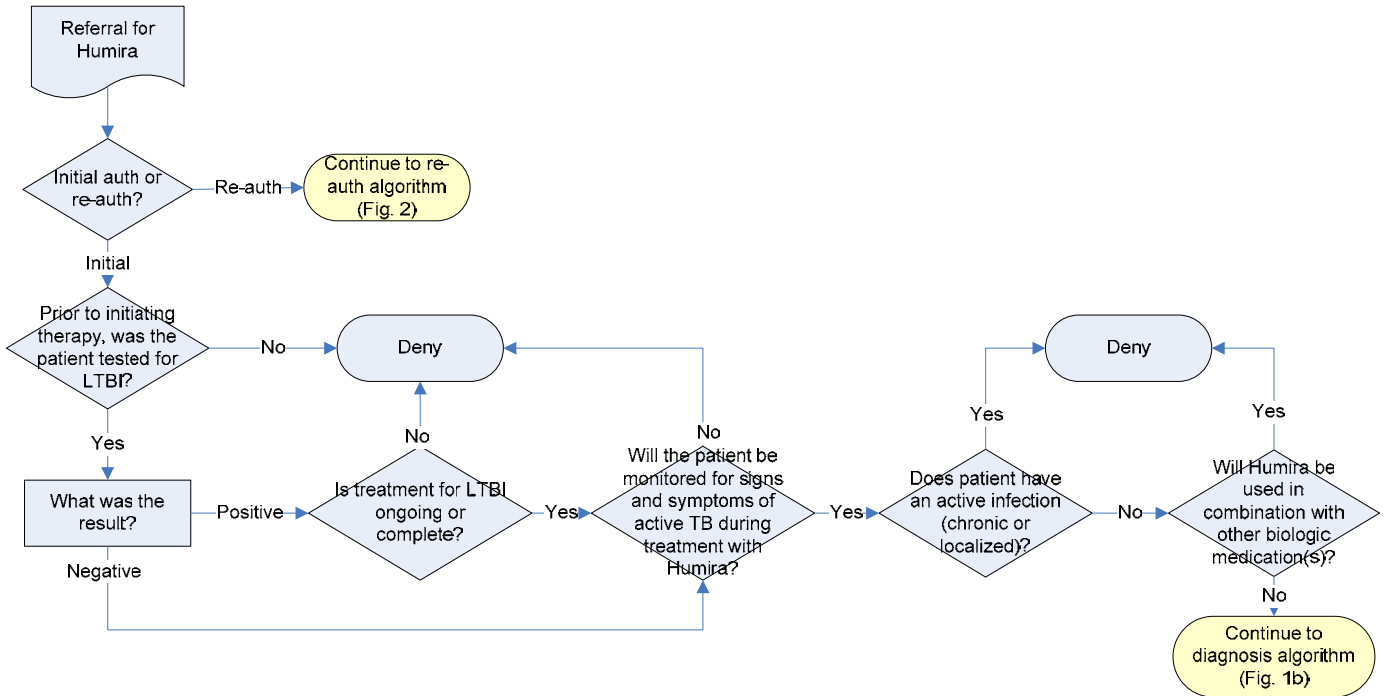 Referral for
Humira
Initial auth or
re-auth?
Re-auth
Continue to re-
auth algorithm
(Fig. 2)
Initial
Prior to initiating
therapy, was the
patient tested for
LTBI?
No
Deny
Yes
What was the
result?
Positive
Negative
Is treatment for LTBI
ongoing or
complete?
No
Yes
Will the patient be
monitored for signs
and symptoms of
active TB during
treatment with
Humira?
No
Yes
Does patient have
an active infection
(chronic or
localized)?
Yes
Deny
No
Will Humira be
used in
combination with
other biologic
medication(s)?
Yes
No
Continue to
diagnosis algorithm
(Fig. 1b)